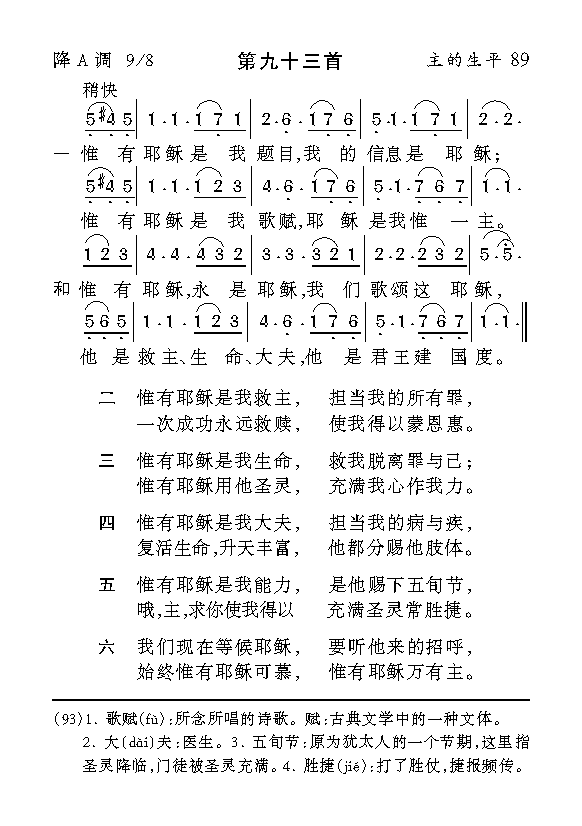 降A调 9/8 第九十三首 主的生平 89
稍快
5 #4 5 | 1 · 1 · 1 7 1 | 2 · 6 · 1 7 6 | 5 · 1 · 1 7 1 | 2 · 2 ·
一 惟 有 耶稣是 我 题目,我 的 信息是 耶 稣;
5 #4 5 | 1 · 1 · 1 2 3 | 4 · 6 · 1 7 6 | 5 · 1 · 7 6 7 | 1 · 1 ·
惟 有 耶稣是 我 歌赋,耶 稣 是我惟 一 主。
1 2 3 | 4 · 4 · 4 3 2 | 3 · 3 · 3 2 1 | 2 · 2 · 2 3 2 | 5 · 5 ·
和 惟 有 耶稣,永 是 耶稣,我 们 歌颂这 耶稣,
5 6 5 | 1 · 1 · 1 2 3 | 4 · 6 · 1 7 6 | 5 · 1 · 7 6 7 | 1 · 1 ·
他 是 救主、生 命、大夫,他 是 君王建 国 度。
二 惟有耶稣是我救主, 担当我的所有罪,
一次成功永远救赎, 使我得以蒙恩惠。
三 惟有耶稣是我生命, 救我脱离罪与己;
惟有耶稣用他圣灵, 充满我心作我力。
四 惟有耶稣是我大夫, 担当我的病与疾,
复活生命,升天丰富, 他都分赐他肢体。
五 惟有耶稣是我能力, 是他赐下五旬节,
哦,主,求你使我得以 充满圣灵常胜捷。
六 我们现在等候耶稣, 要听他来的招呼,
始终惟有耶稣可慕, 惟有耶稣万有主。
(93)1. 歌赋(fù):所念所唱的诗歌。赋:古典文学中的一种文体。
2. 大(dài)夫:医生。3. 五旬节:原为犹太人的一个节期,这里指
圣灵降临,门徒被圣灵充满。4. 胜捷(jié):打了胜仗,捷报频传。